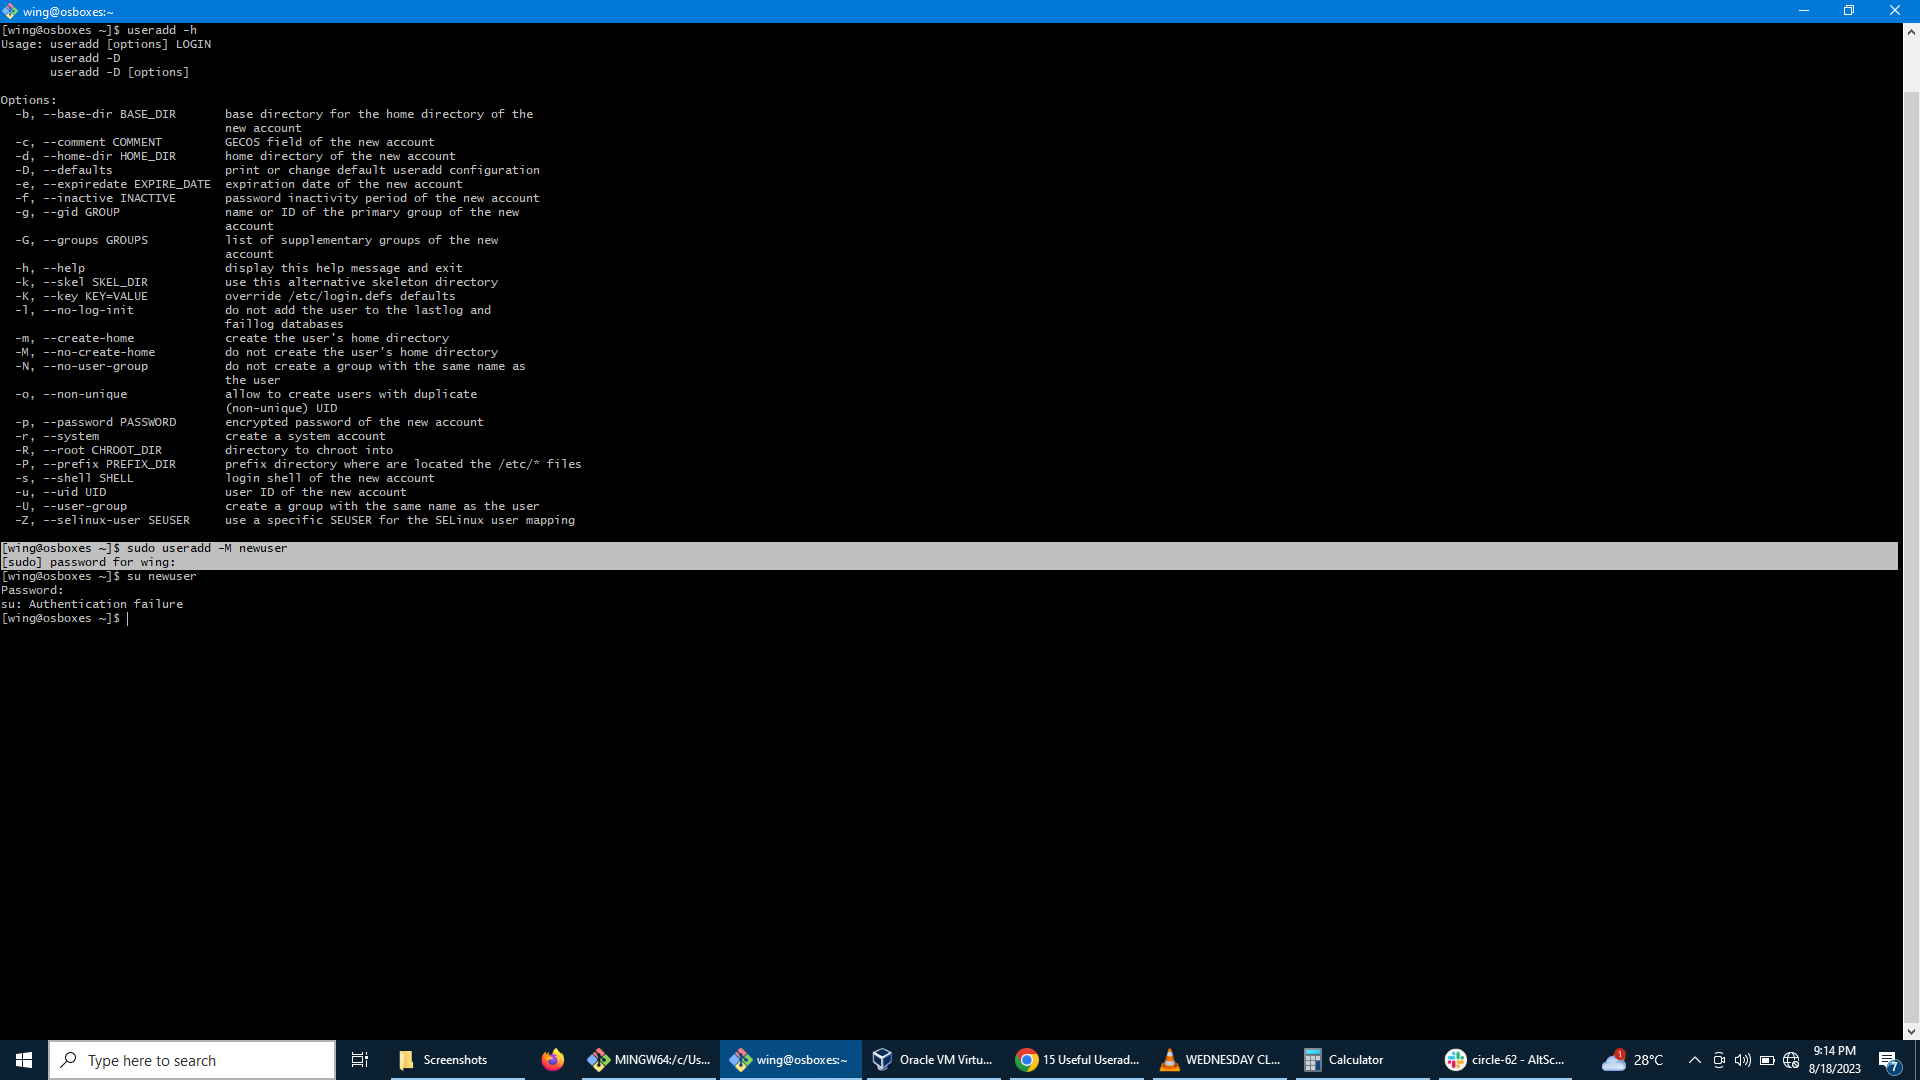 wing@osboxes:~
[wing@osboxes ~]$ useradd -h
Usage: useradd [options] LOGIN
       useradd -D
       useradd -D [options]

Options:
  -b, --base-dir BASE_DIR       base directory for the home directory of the
                                new account
  -c, --comment COMMENT         GECOS field of the new account
  -d, --home-dir HOME_DIR       home directory of the new account
  -D, --defaults                print or change default useradd configuration
  -e, --expiredate EXPIRE_DATE  expiration date of the new account
  -f, --inactive INACTIVE       password inactivity period of the new account
  -g, --gid GROUP               name or ID of the primary group of the new
                                account
  -G, --groups GROUPS           list of supplementary groups of the new
                                account
  -h, --help                    display this help message and exit
  -k, --skel SKEL_DIR           use this alternative skeleton directory
  -K, --key KEY=VALUE           override /etc/login.defs defaults
  -l, --no-log-init             do not add the user to the lastlog and
                                faillog databases
  -m, --create-home             create the user's home directory
  -M, --no-create-home          do not create the user's home directory
  -N, --no-user-group           do not create a group with the same name as
                                the user
  -o, --non-unique              allow to create users with duplicate
                                (non-unique) UID
  -p, --password PASSWORD       encrypted password of the new account
  -r, --system                  create a system account
  -R, --root CHROOT_DIR         directory to chroot into
  -P, --prefix PREFIX_DIR       prefix directory where are located the /etc/* files
  -s, --shell SHELL             login shell of the new account
  -u, --uid UID                 user ID of the new account
  -U, --user-group              create a group with the same name as the user
  -Z, --selinux-user SEUSER     use a specific SEUSER for the SELinux user mapping

[wing@osboxes ~]$ sudo useradd -M newuser
[sudo] password for wing:
[wing@osboxes ~]$ su newuser
Password:
su: Authentication failure
[wing@osboxes ~]$
Type here to search
Screenshots
MINGW64:/c/Us...
wing@osboxes:~
Oracle VM Virtu...
15 Useful Userad...
WEDNESDAY CL...
Calculator
circle-62 - AltSc...
1
28°C
9:14 PM
8/18/2023
7